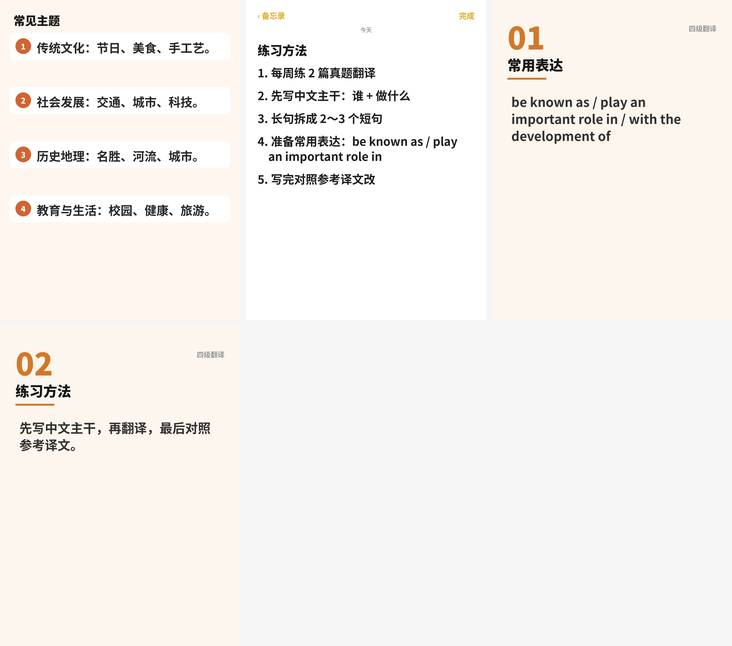 常见主题
1 传统文化：节日、美食、手工艺。
2 社会发展：交通、城市、科技。
3 历史地理：名胜、河流、城市。
4 教育与生活：校园、健康、旅游。
‹ 备忘录
完成
今天
练习方法
1. 每周练 2 篇真题翻译
2. 先写中文主干：谁 + 做什么
3. 长句拆成 2～3 个短句
4. 准备常用表达：be known as / play
an important role in
5. 写完对照参考译文改
01
四级翻译
常用表达
be known as / play an
important role in / with the
development of
02
四级翻译
练习方法
先写中文主干，再翻译，最后对照
参考译文。